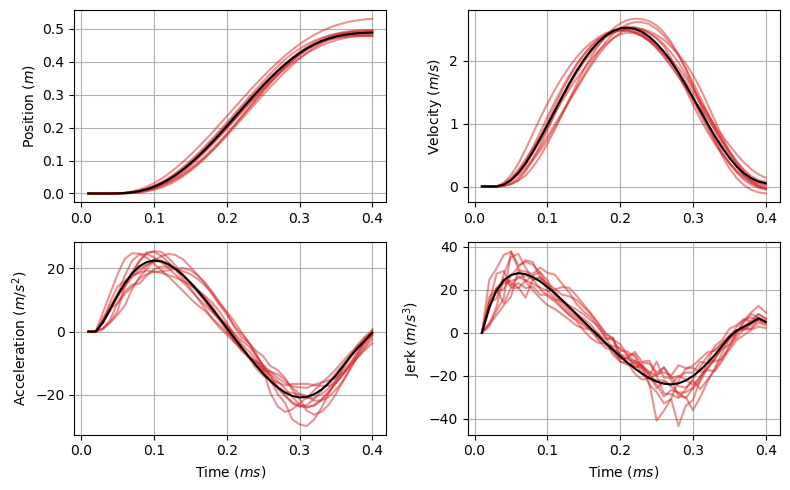 Position (m)
0.5
0.4
0.3
0.2
0.1
0.0
0.0 0.1 0.2 0.3 0.4
Velocity (m/s)
2
1
0
0.0 0.1 0.2 0.3 0.4
Acceleration (m/s²)
20
0
−20
0.0 0.1 0.2 0.3 0.4
Time (ms)
Jerk (m/s³)
40
20
0
−20
−40
0.0 0.1 0.2 0.3 0.4
Time (ms)